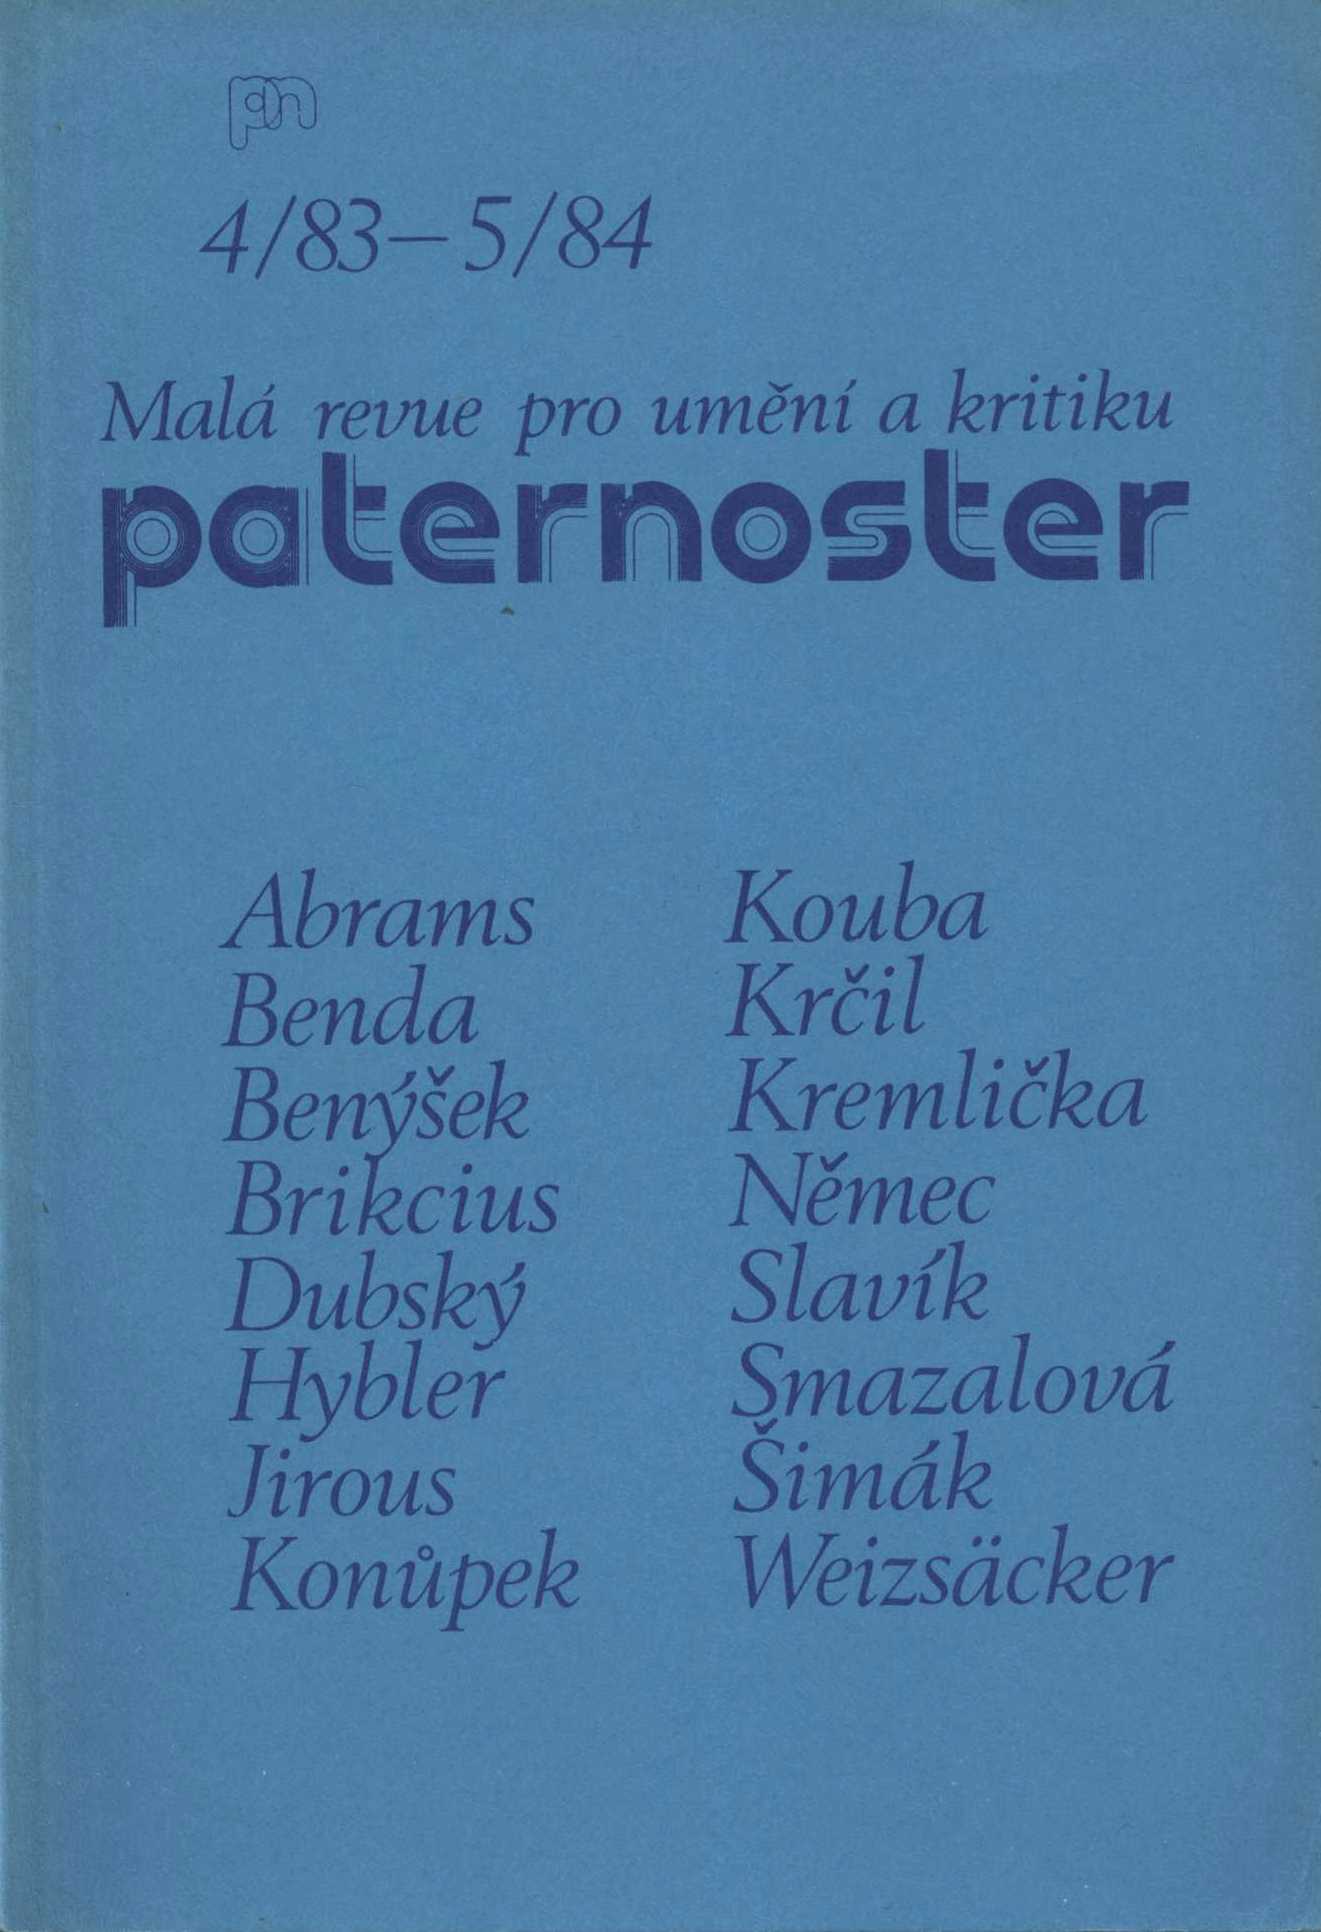 pn
4/83–5/84
Malá revue pro umění a kritiku
paternoster
Abrams
Benda
Benýšek
Brikcius
Dubský
Hybler
Jirous
Konůpek
Kouba
Krčil
Kremlička
Němec
Slavík
Smazalová
Šimák
Weizsäcker